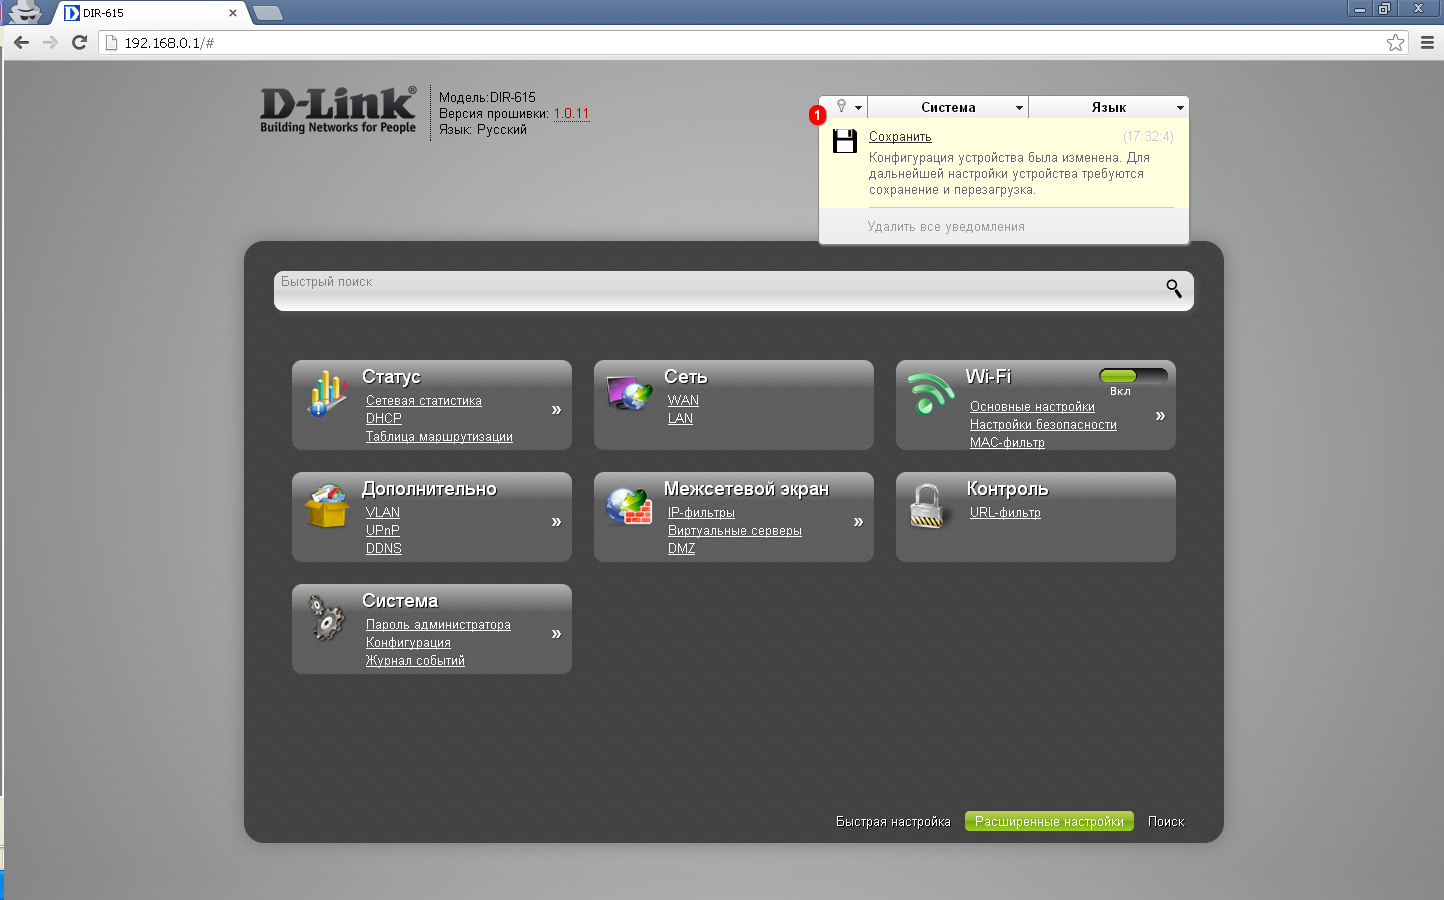 DIR-615
192.168.0.1/#
D-Link
Building Networks for People
Модель:DIR-615
Версия прошивки: 1.0.11
Язык: Русский
Система
Язык
1
Сохранить
(17:32:4)
Конфигурация устройства была изменена. Для
дальнейшей настройки устройства требуются
сохранение и перезагрузка.
Удалить все уведомления
Быстрый поиск
Статус
Сетевая статистика
DHCP
Таблица маршрутизации
»
Сеть
WAN
LAN
Wi-Fi
Вкл
Основные настройки
Настройки безопасности
MAC-фильтр
»
Дополнительно
VLAN
UPnP
DDNS
»
Межсетевой экран
IP-фильтры
Виртуальные серверы
DMZ
»
Контроль
URL-фильтр
Система
Пароль администратора
Конфигурация
Журнал событий
»
Быстрая настройка
Расширенные настройки
Поиск